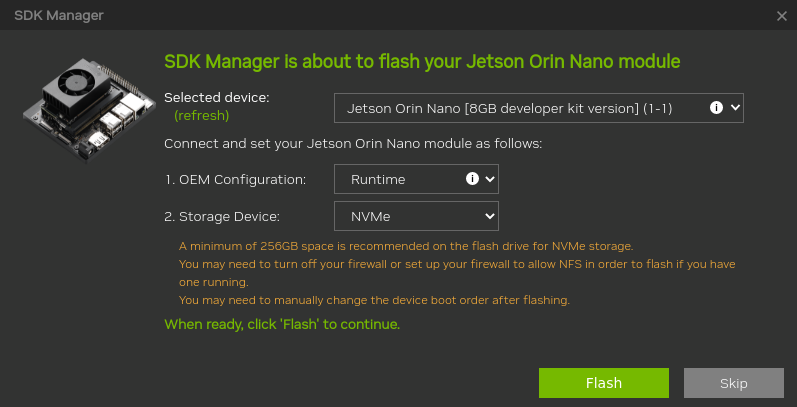 SDK Manager
SDK Manager is about to flash your Jetson Orin Nano module
Selected device:
(refresh)
Jetson Orin Nano [8GB developer kit version] (1-1)
Connect and set your Jetson Orin Nano module as follows:
1. OEM Configuration:
Runtime
2. Storage Device:
NVMe
A minimum of 256GB space is recommended on the flash drive for NVMe storage.
You may need to turn off your firewall or set up your firewall to allow NFS in order to flash if you have
one running.
You may need to manually change the device boot order after flashing.
When ready, click 'Flash' to continue.
Flash
Skip